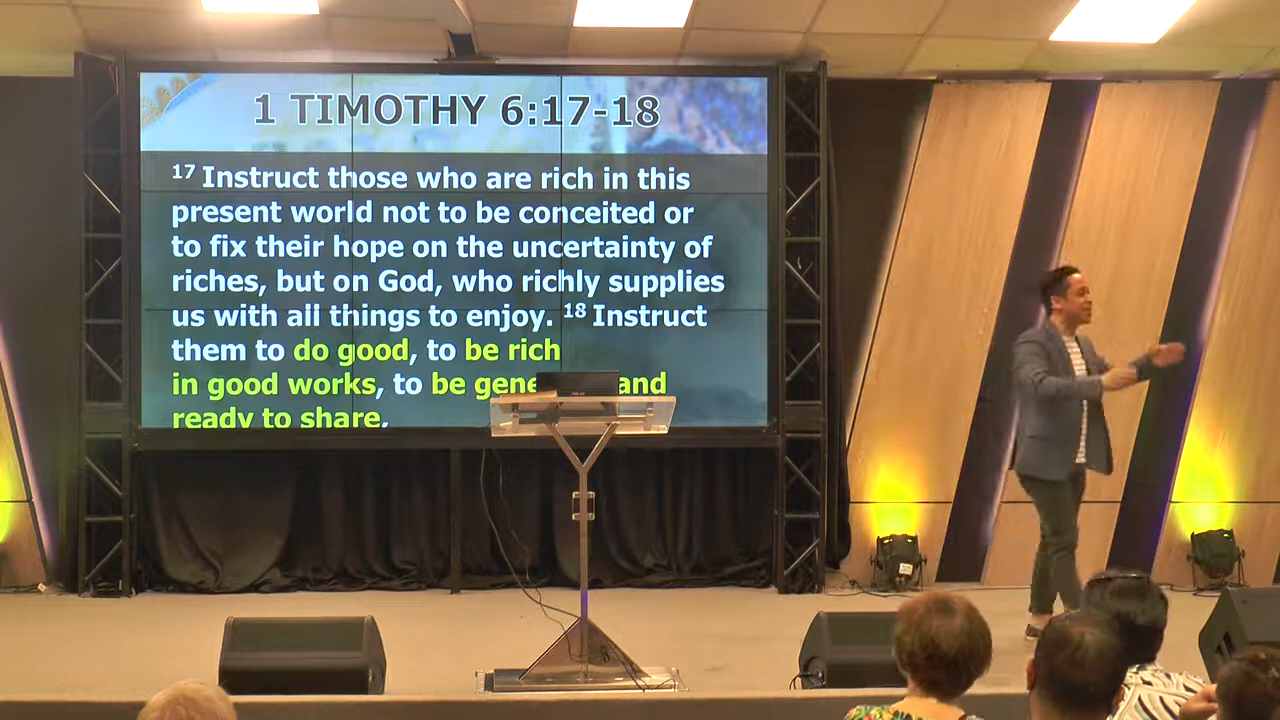 1 TIMOTHY 6:17-18
17 Instruct those who are rich in this
present world not to be conceited or
to fix their hope on the uncertainty of
riches, but on God, who richly supplies
us with all things to enjoy. 18 Instruct
them to do good, to be rich
in good works, to be gene and
ready to share,